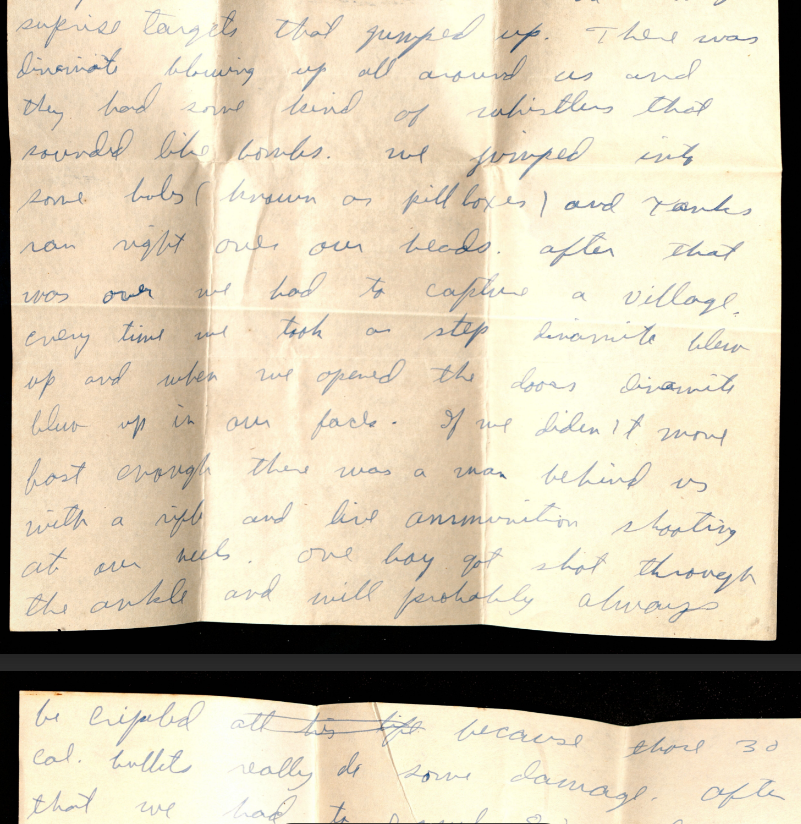 suprise targets that jumped up. There was
dinimite blowing up all around us and
they had some kind of whistlers that
sounded like bombs. we jumped into
some holes (known as pill boxes) and tanks
ran right over our heads. after that
was over we had to capture a village.
every time we took a step dinamite blew
up and when we opened the doors dinamite
blew up in our faces. If we diden't move
fast enough there was a man behind us
with a rifle and live ammunition shooting
at our heels. one boy got shot through
the ankle and will probably always
be cripled all his life because those 30
cal. bullets really do some damage. after
that we had to